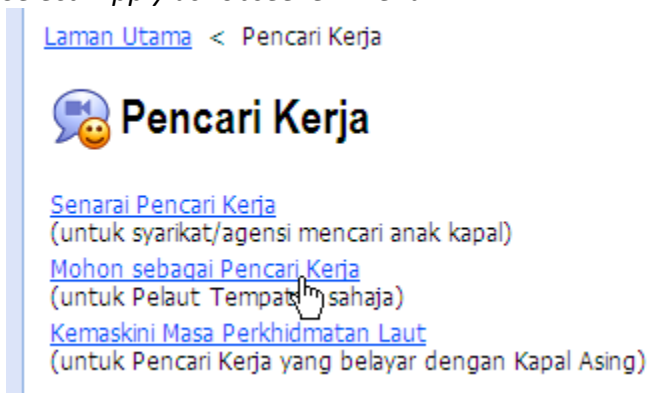 Laman Utama < Pencari Kerja
Pencari Kerja
Senarai Pencari Kerja
(untuk syarikat/agensi mencari anak kapal)
Mohon sebagai Pencari Kerja
(untuk Pelaut sahaja)
Kemaskini Masa Perkhidmatan Laut
(untuk Pencari Kerja yang belayar dengan Kapal Asing)